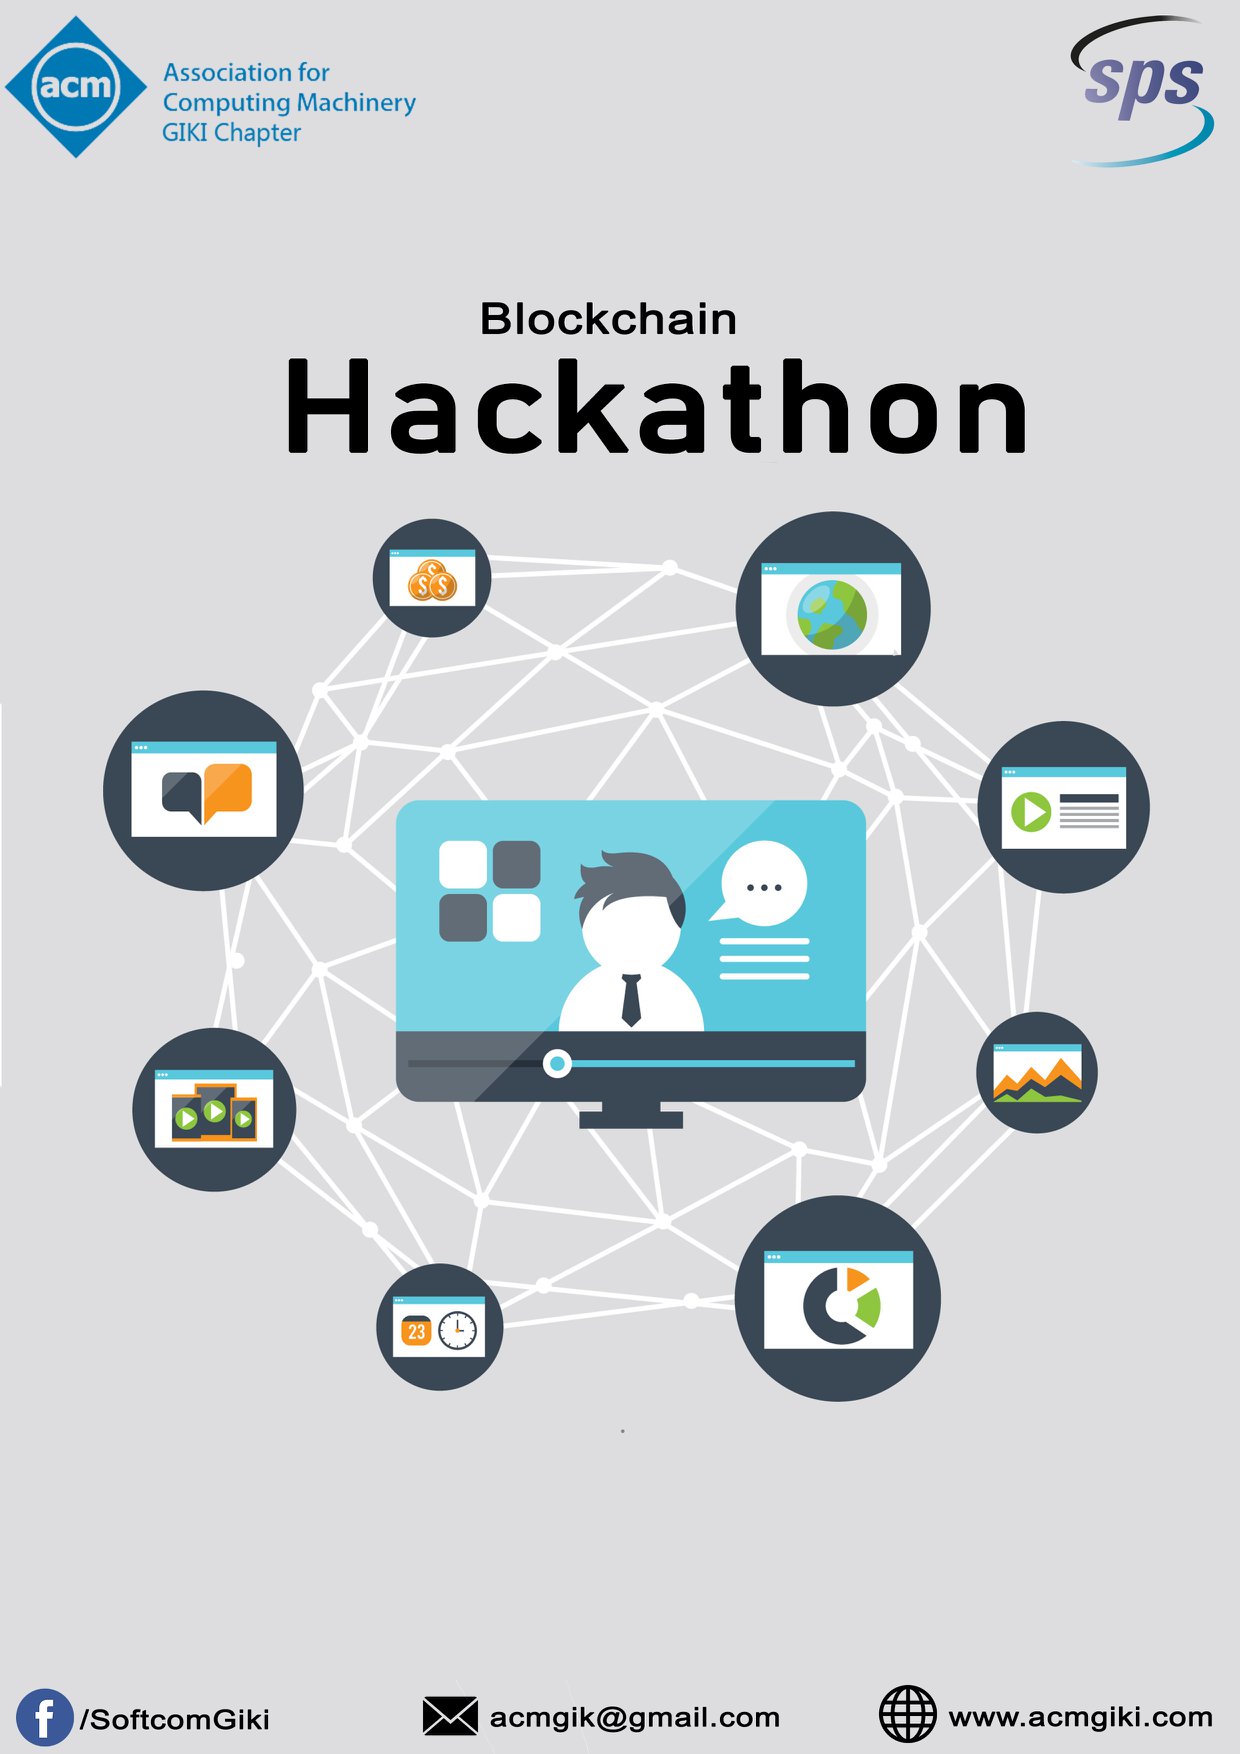 acm
Association for
Computing Machinery
GIKI Chapter
sps
Blockchain
Hackathon
$
$ $
23
f /SoftcomGiki
acmgik@gmail.com
www.acmgiki.com